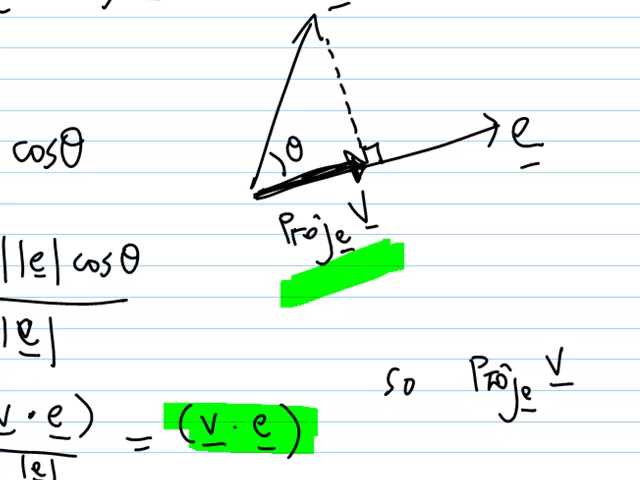 cosθ
θ
e
Proj_e v
||e| cosθ
|e|
so Proj_e v
v · e) = (v · e)
|e|